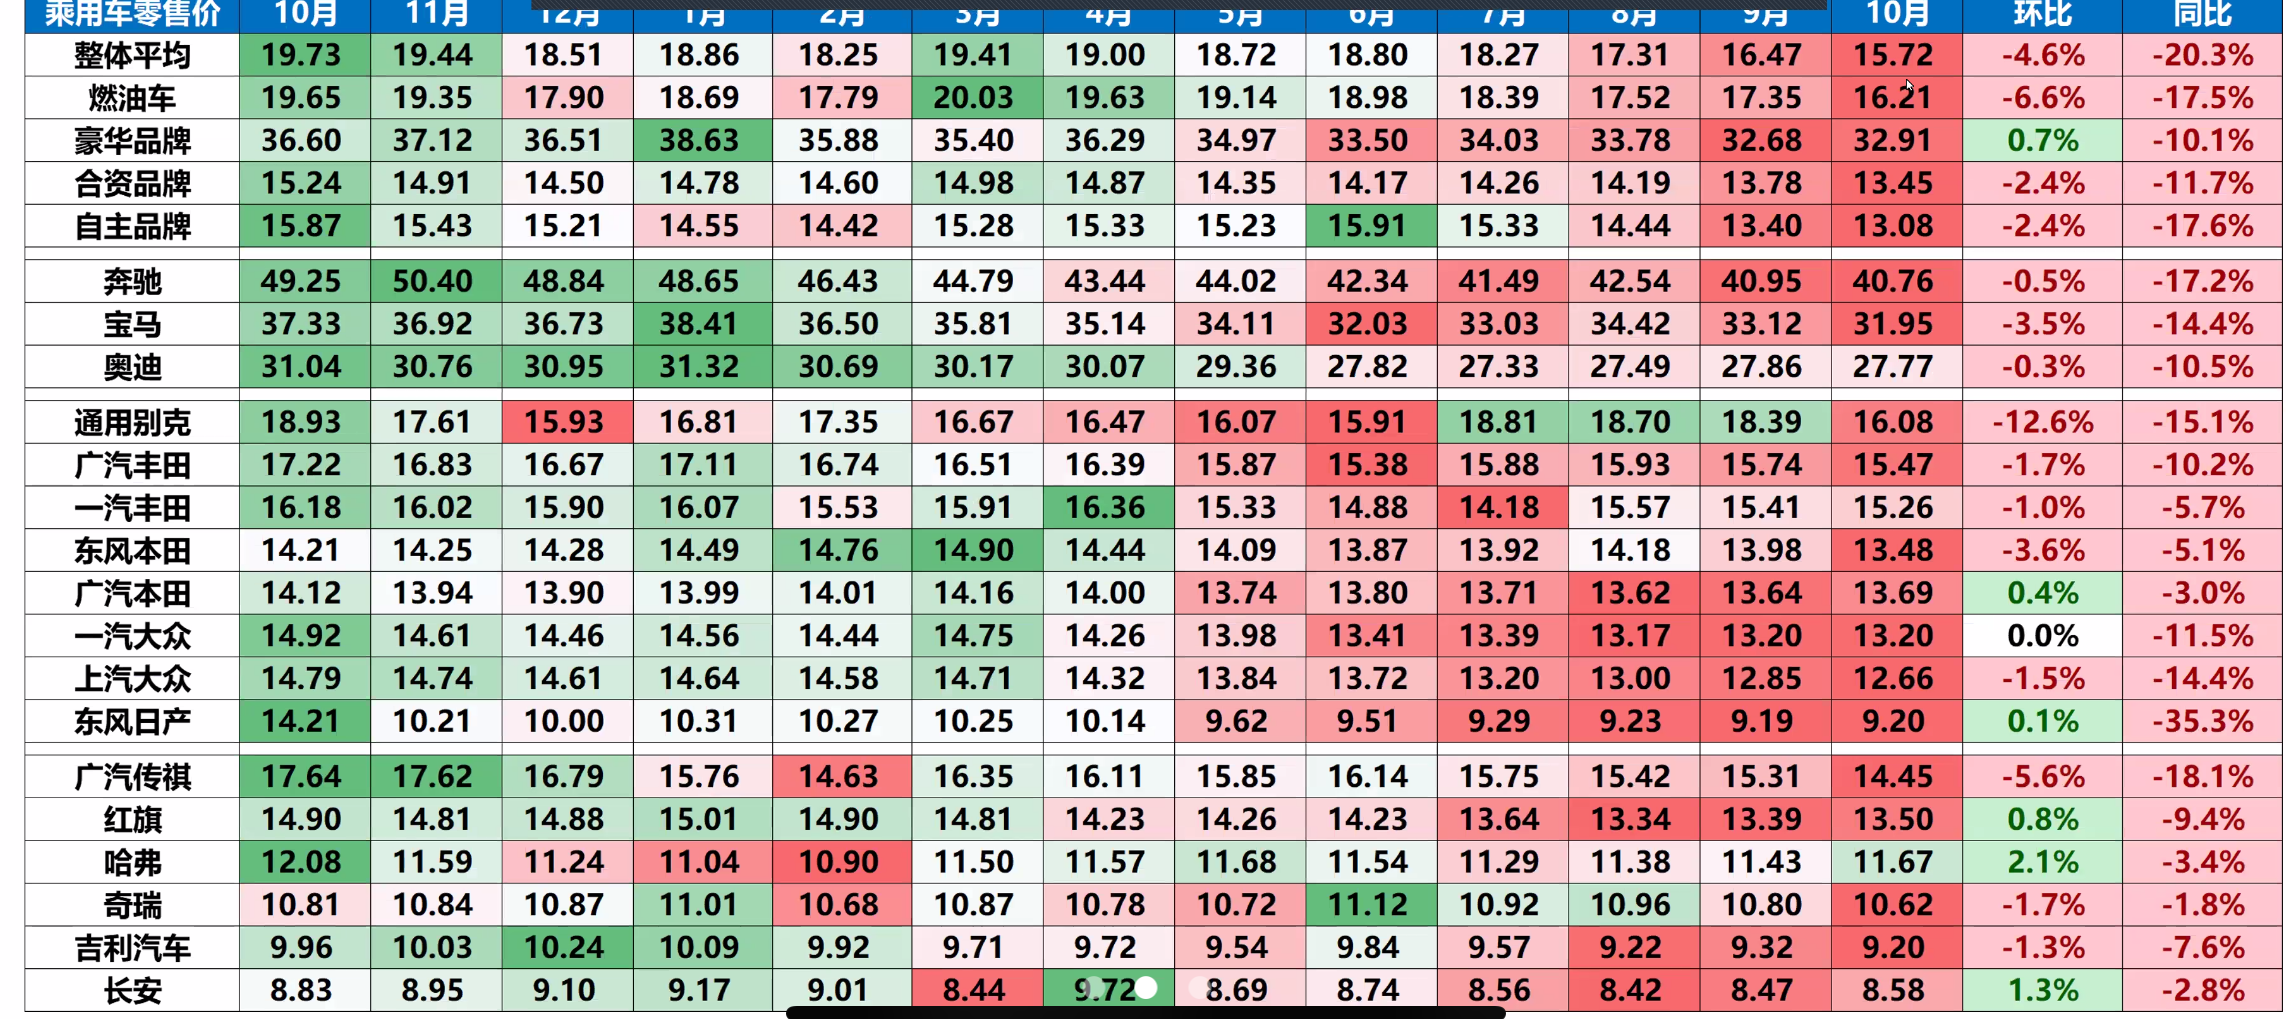 乘用车零售价 10月 11月 12月 1月 2月 3月 4月 5月 6月 7月 8月 9月 10月 环比 同比
整体平均 19.73 19.44 18.51 18.86 18.25 19.41 19.00 18.72 18.80 18.27 17.31 16.47 15.72 -4.6% -20.3%
燃油车 19.65 19.35 17.90 18.69 17.79 20.03 19.63 19.14 18.98 18.39 17.52 17.35 16.21 -6.6% -17.5%
豪华品牌 36.60 37.12 36.51 38.63 35.88 35.40 36.29 34.97 33.50 34.03 33.78 32.68 32.91 0.7% -10.1%
合资品牌 15.24 14.91 14.50 14.78 14.60 14.98 14.87 14.35 14.17 14.26 14.19 13.78 13.45 -2.4% -11.7%
自主品牌 15.87 15.43 15.21 14.55 14.42 15.28 15.33 15.23 15.91 15.33 14.44 13.40 13.08 -2.4% -17.6%
奔驰 49.25 50.40 48.84 48.65 46.43 44.79 43.44 44.02 42.34 41.49 42.54 40.95 40.76 -0.5% -17.2%
宝马 37.33 36.92 36.73 38.41 36.50 35.81 35.14 34.11 32.03 33.03 34.42 33.12 31.95 -3.5% -14.4%
奥迪 31.04 30.76 30.95 31.32 30.69 30.17 30.07 29.36 27.82 27.33 27.49 27.86 27.77 -0.3% -10.5%
通用别克 18.93 17.61 15.93 16.81 17.35 16.67 16.47 16.07 15.91 18.81 18.70 18.39 16.08 -12.6% -15.1%
广汽丰田 17.22 16.83 16.67 17.11 16.74 16.51 16.39 15.87 15.38 15.88 15.93 15.74 15.47 -1.7% -10.2%
一汽丰田 16.18 16.02 15.90 16.07 15.53 15.91 16.36 15.33 14.88 14.18 15.57 15.41 15.26 -1.0% -5.7%
东风本田 14.21 14.25 14.28 14.49 14.76 14.90 14.44 14.09 13.87 13.92 14.18 13.98 13.48 -3.6% -5.1%
广汽本田 14.12 13.94 13.90 13.99 14.01 14.16 14.00 13.74 13.80 13.71 13.62 13.64 13.69 0.4% -3.0%
一汽大众 14.92 14.61 14.46 14.56 14.44 14.75 14.26 13.98 13.41 13.39 13.17 13.20 13.20 0.0% -11.5%
上汽大众 14.79 14.74 14.61 14.64 14.58 14.71 14.32 13.84 13.72 13.20 13.00 12.85 12.66 -1.5% -14.4%
东风日产 14.21 10.21 10.00 10.31 10.27 10.25 10.14 9.62 9.51 9.29 9.23 9.19 9.20 0.1% -35.3%
广汽传祺 17.64 17.62 16.79 15.76 14.63 16.35 16.11 15.85 16.14 15.75 15.42 15.31 14.45 -5.6% -18.1%
红旗 14.90 14.81 14.88 15.01 14.90 14.81 14.23 14.26 14.23 13.64 13.34 13.39 13.50 0.8% -9.4%
哈弗 12.08 11.59 11.24 11.04 10.90 11.50 11.57 11.68 11.54 11.29 11.38 11.43 11.67 2.1% -3.4%
奇瑞 10.81 10.84 10.87 11.01 10.68 10.87 10.78 10.72 11.12 10.92 10.96 10.80 10.62 -1.7% -1.8%
吉利汽车 9.96 10.03 10.24 10.09 9.92 9.71 9.72 9.54 9.84 9.57 9.22 9.32 9.20 -1.3% -7.6%
长安 8.83 8.95 9.10 9.17 9.01 8.44 9.72 8.69 8.74 8.56 8.42 8.47 8.58 1.3% -2.8%